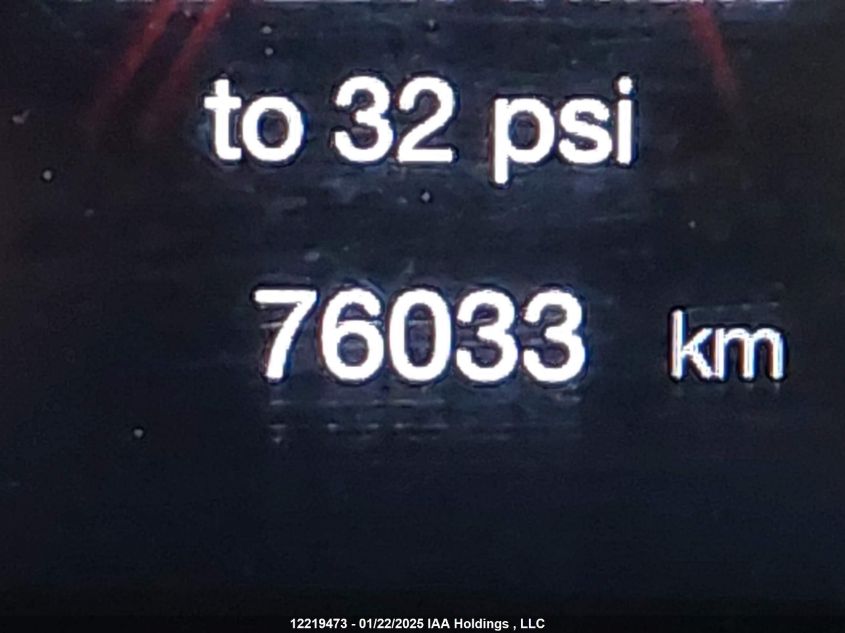 to 32 psi
76033 km
12219473 - 01/22/2025 IAA Holdings , LLC